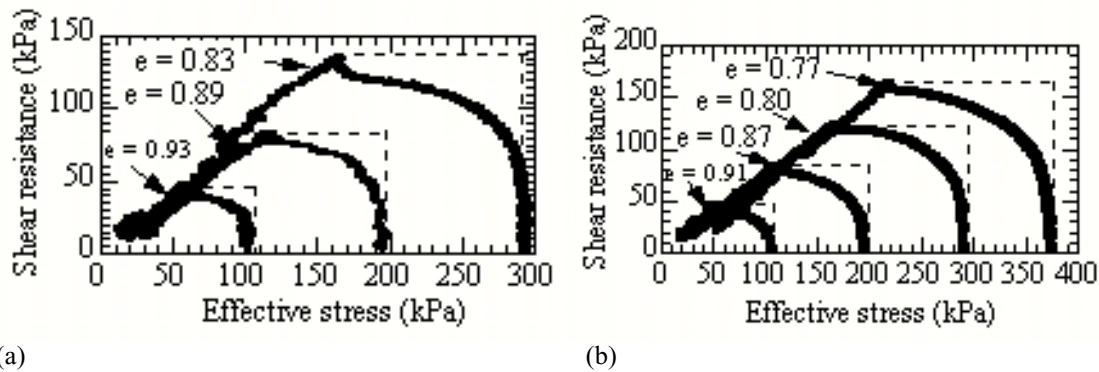 150
100
50
0
Shear resistance (kPa)
e = 0.83
e = 0.89
e = 0.93
0 50 100 150 200 250 300
Effective stress (kPa)
(a)
200
150
100
50
0
Shear resistance (kPa)
e = 0.77
e = 0.80
e = 0.87
e = 0.91
0 50 100 150 200 250 300 350 400
Effective stress (kPa)
(b)